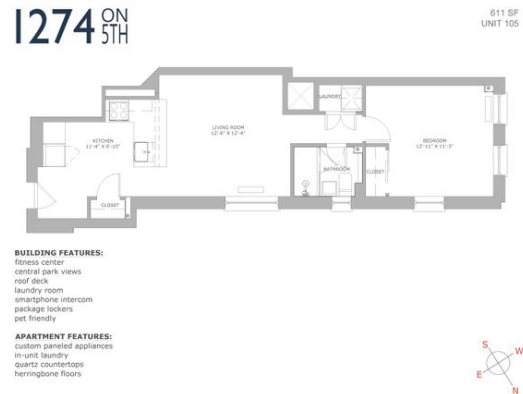 1274 ON 5TH
611 SF
UNIT 105
LAUNDRY
KITCHEN
11'-4" X 6'-10"
LIVING ROOM
12'-6" X 12'-4"
BEDROOM
12'-11" X 11'-3"
BATHROOM
CLOSET
CLOSET
BUILDING FEATURES:
fitness center
central park views
roof deck
laundry room
smartphone intercom
package lockers
pet friendly
APARTMENT FEATURES:
custom paneled appliances
in-unit laundry
quartz countertops
herringbone floors
S
W
E
N